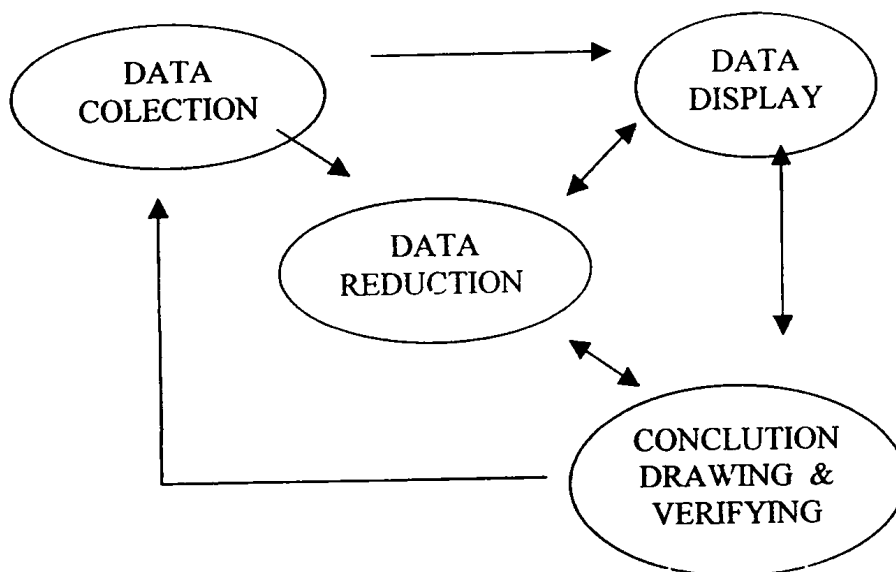 DATA
COLECTION
DATA
DISPLAY
DATA
REDUCTION
CONCLUTION
DRAWING &
VERIFYING